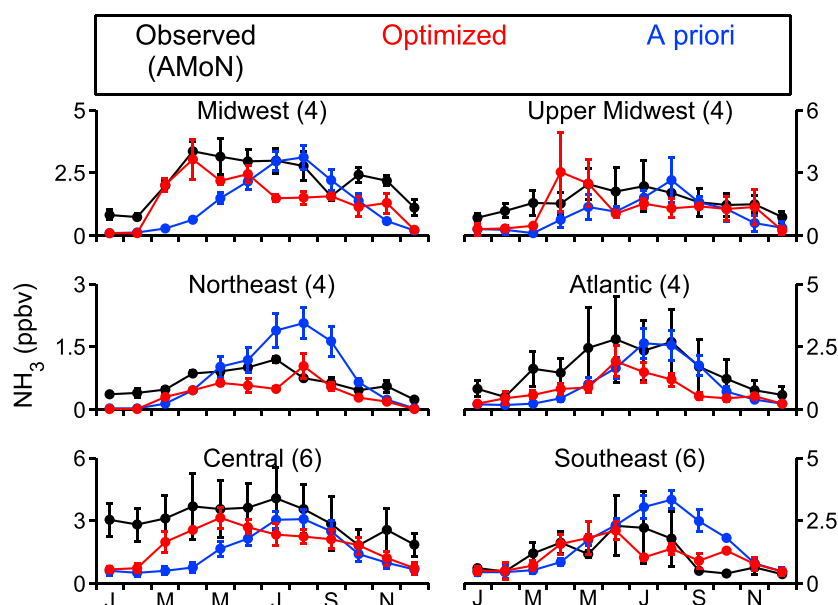 Observed Optimized A priori
(AMoN)
Midwest (4) Upper Midwest (4)
5 2.5 0 6 3 0
Northeast (4) Atlantic (4)
3 1.5 0 5 2.5 0
NH3 (ppbv)
Central (6) Southeast (6)
6 3 0 5 2.5 0
J M M J S N J M M J S N